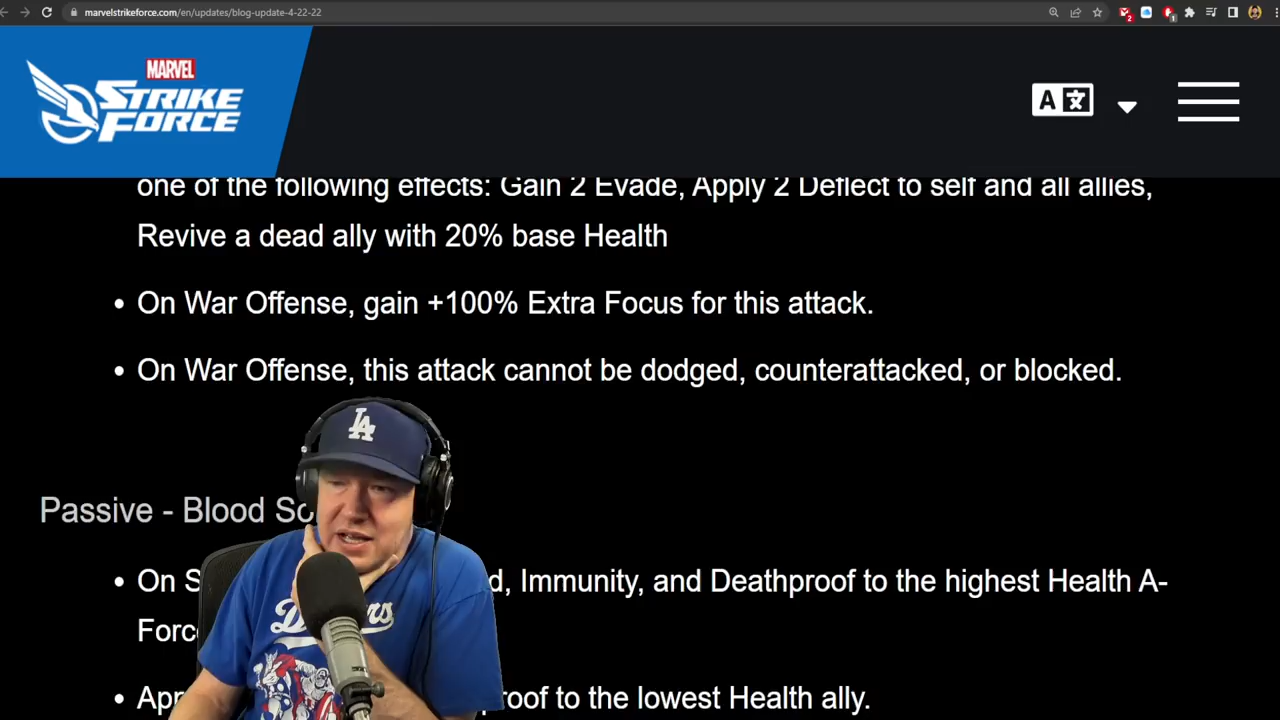 marvelstrikeforce.com/en/updates/blog-update-4-22-22
MARVEL
STRIKE
FORCE
A
one of the following effects: Gain 2 Evade, Apply 2 Deflect to self and all allies,
Revive a dead ally with 20% base Health
• On War Offense, gain +100% Extra Focus for this attack.
• On War Offense, this attack cannot be dodged, counterattacked, or blocked.
LA
Passive - Blood
• On Immunity, and Deathproof to the highest Health A-
to the lowest Health ally.